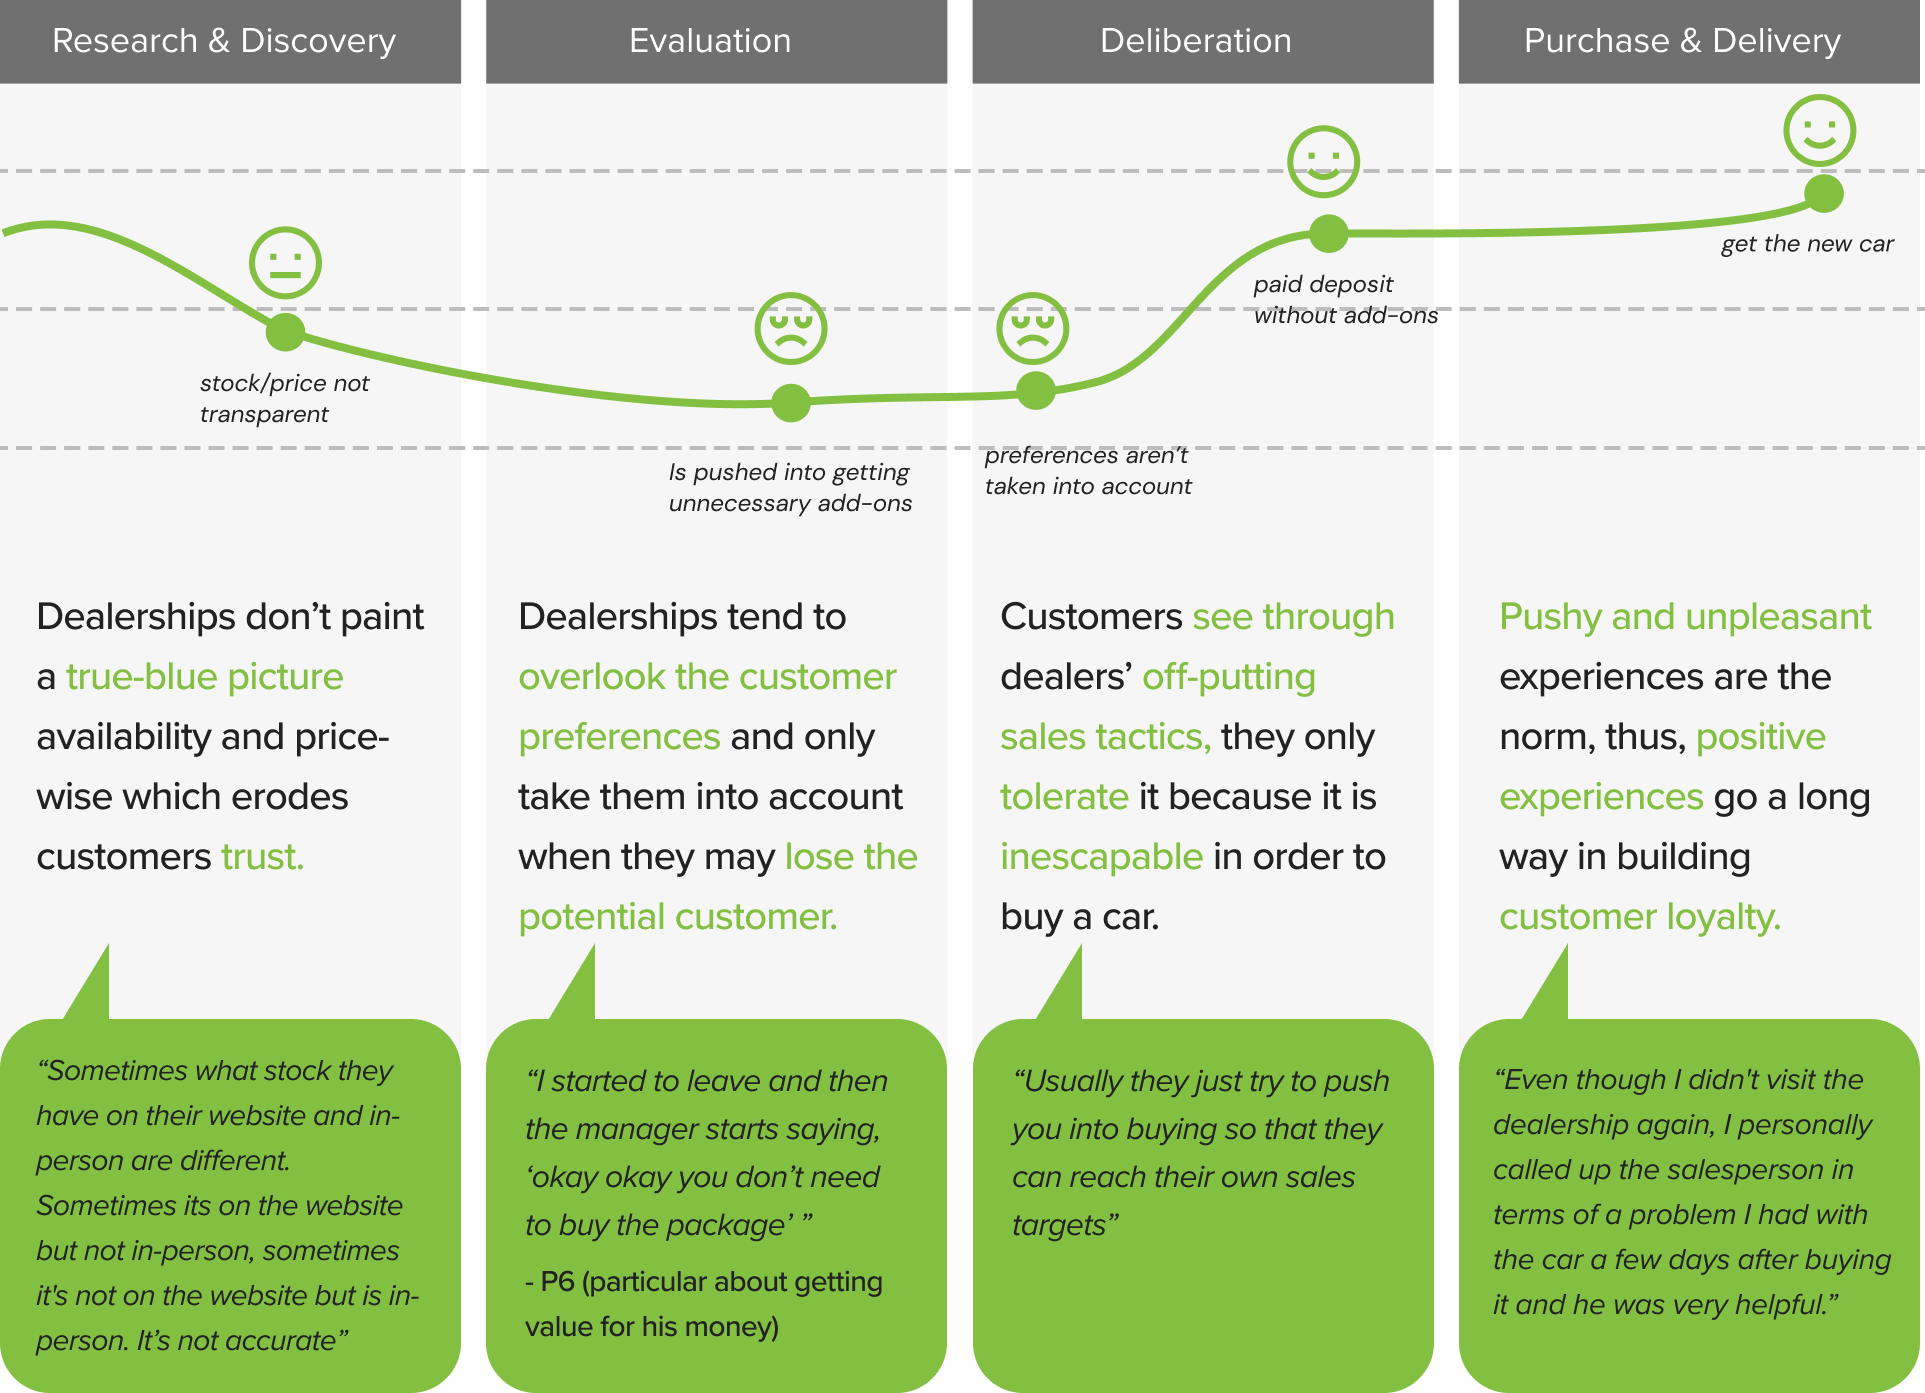 Research & Discovery
Evaluation
Deliberation
Purchase & Delivery
stock/price not
transparent
Is pushed into getting
unnecessary add-ons
preferences aren't
taken into account
paid deposit
without add-ons
get the new car
Dealerships don’t paint
a true-blue picture
availability and price-
wise which erodes
customers trust.
Dealerships tend to
overlook the customer
preferences and only
take them into account
when they may lose the
potential customer.
Customers see through
dealers’ off-putting
sales tactics, they only
tolerate it because it is
inescapable in order to
buy a car.
Pushy and unpleasant
experiences are the
norm, thus, positive
experiences go a long
way in building
customer loyalty.
“Sometimes what stock they
have on their website and in-
person are different.
Sometimes its on the website
but not in-person, sometimes
it's not on the website but is in-
person. It’s not accurate”
“I started to leave and then
the manager starts saying,
‘okay okay you don’t need
to buy the package’ ”
- P6 (particular about getting
value for his money)
“Usually they just try to push
you into buying so that they
can reach their own sales
targets”
“Even though I didn't visit the
dealership again, I personally
called up the salesperson in
terms of a problem I had with
the car a few days after buying
it and he was very helpful.”